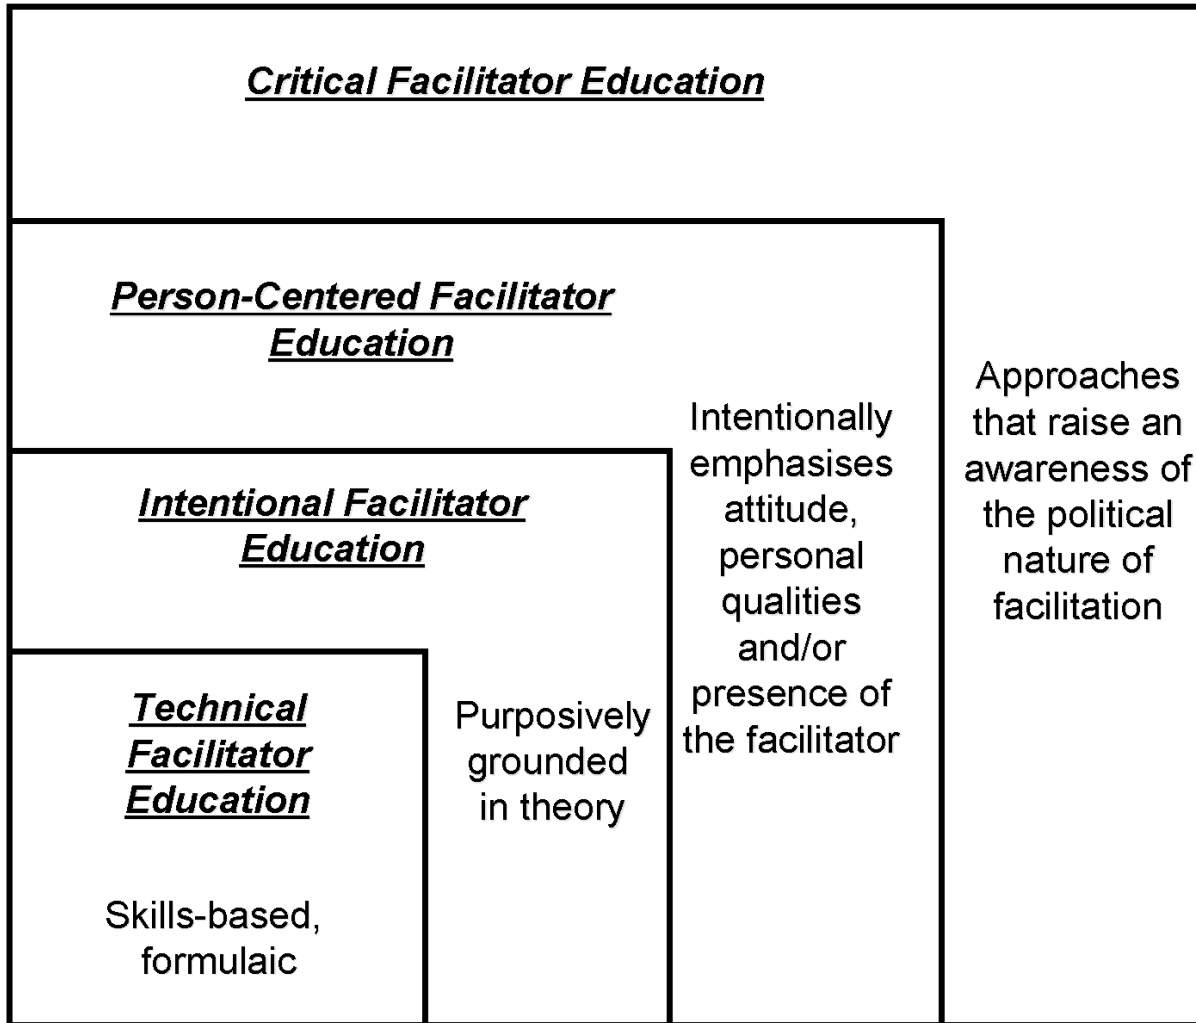 Critical Facilitator Education
Person-Centered Facilitator
Education
Intentional Facilitator
Education
Technical
Facilitator
Education
Skills-based,
formulaic
Purposively
grounded
in theory
Intentionally
emphasises
attitude,
personal
qualities
and/or
presence of
the facilitator
Approaches
that raise an
awareness of
the political
nature of
facilitation